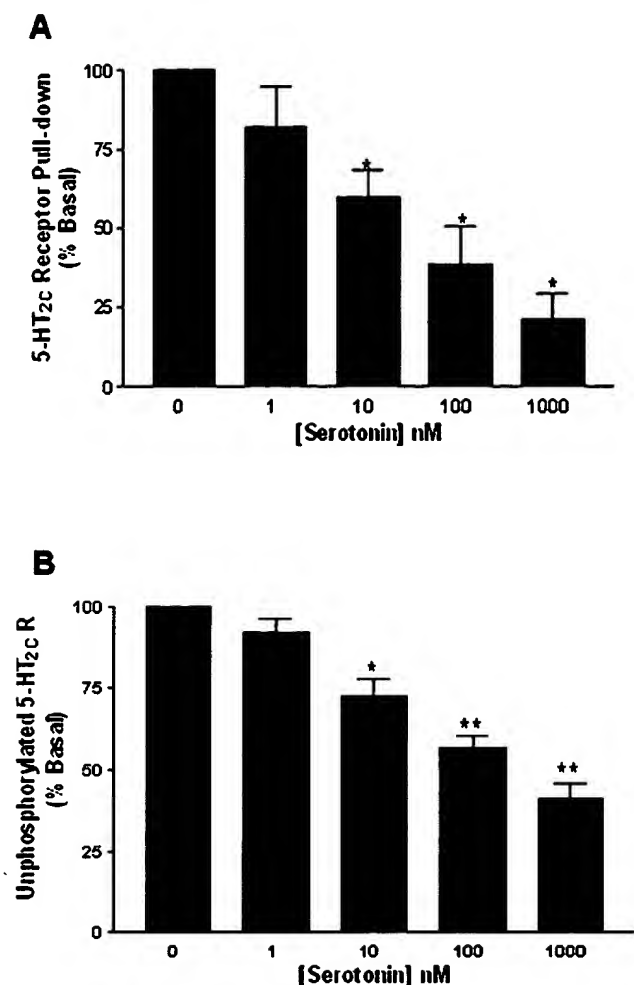 A
5-HT2C Receptor Pull-down
(% Basal)
100
75
50
25
0
*
*
*
0 1 10 100 1000
[Serotonin] nM
B
Unphosphorylated 5-HT2C R
(% Basal)
100
75
50
25
0
*
**
**
0 1 10 100 1000
[Serotonin] nM